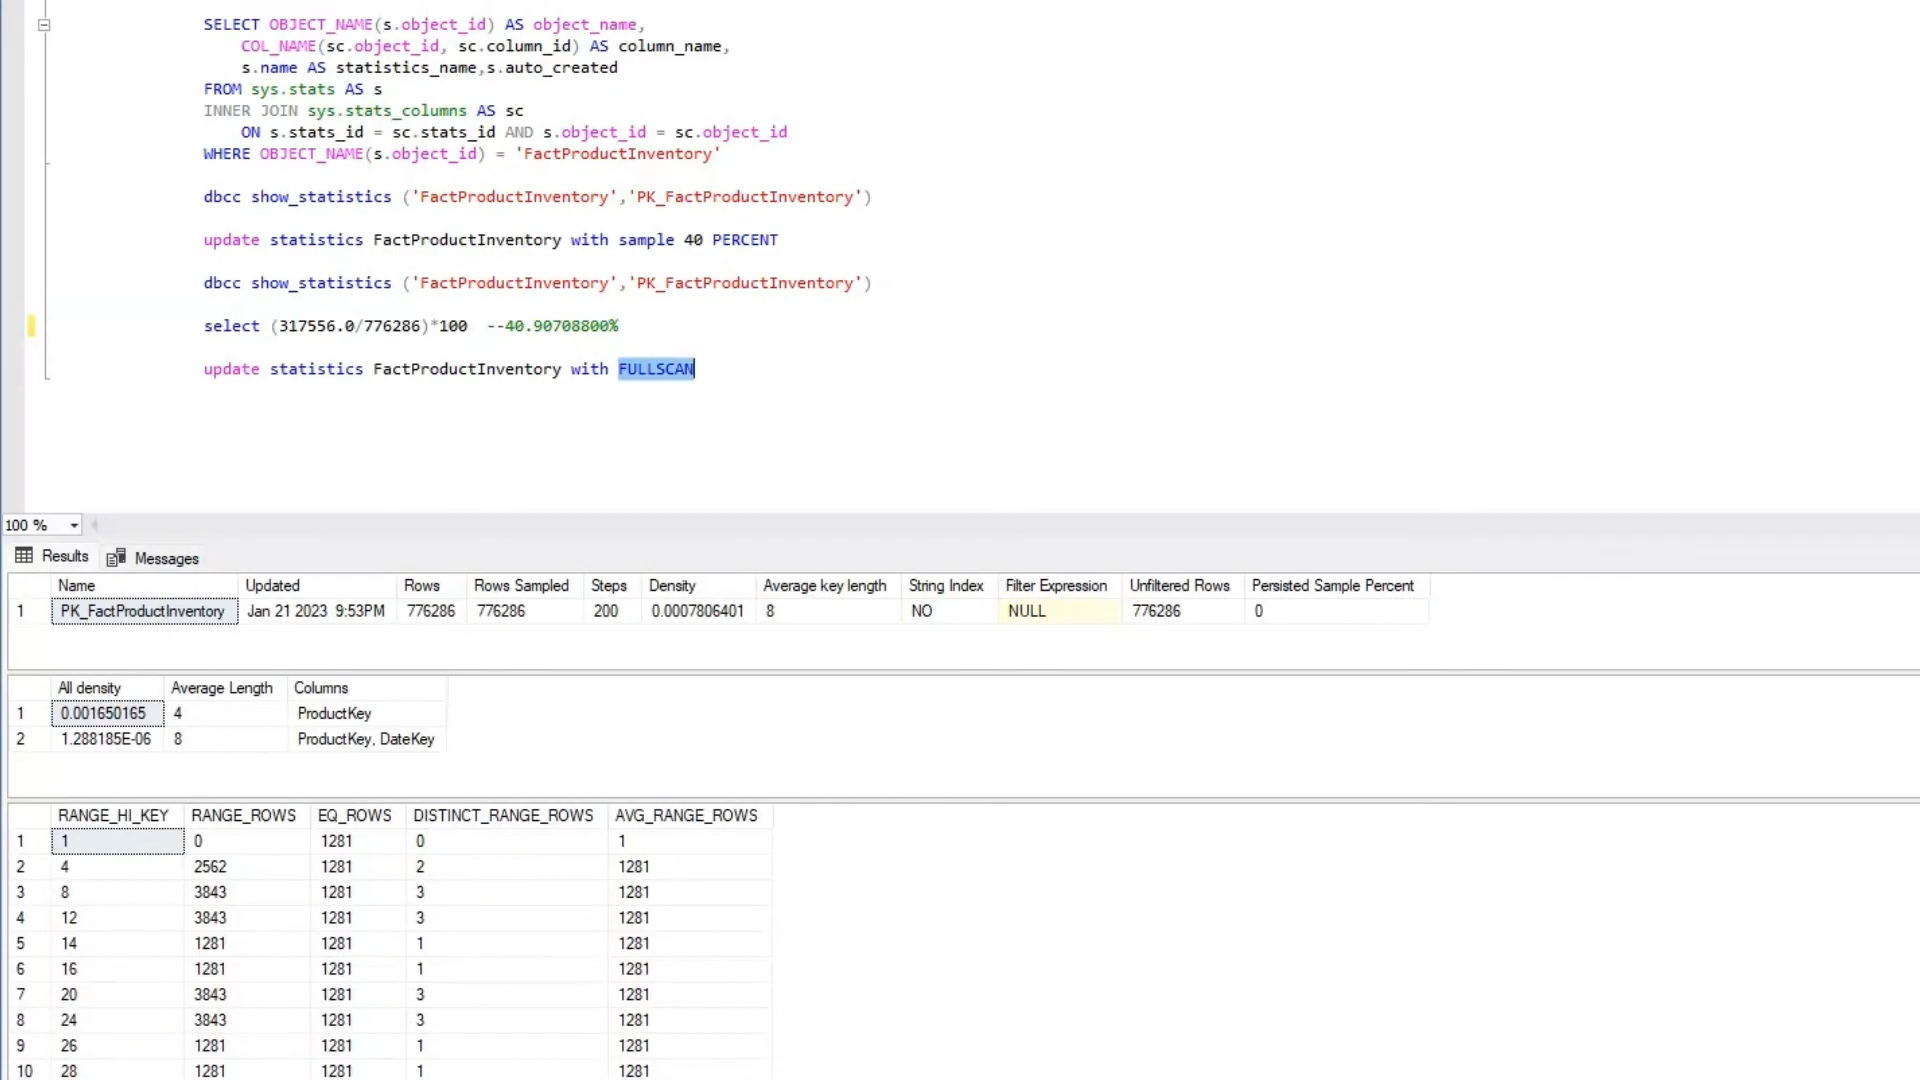 SELECT OBJECT_NAME(s.object_id) AS object_name,
COL_NAME(sc.object_id, sc.column_id) AS column_name,
s.name AS statistics_name,s.auto_created
FROM sys.stats AS s
INNER JOIN sys.stats_columns AS sc
ON s.stats_id = sc.stats_id AND s.object_id = sc.object_id
WHERE OBJECT_NAME(s.object_id) = 'FactProductInventory'
dbcc show_statistics ('FactProductInventory','PK_FactProductInventory')
update statistics FactProductInventory with sample 40 PERCENT
dbcc show_statistics ('FactProductInventory','PK_FactProductInventory')
select (317556.0/776286)*100 --40.90708800%
update statistics FactProductInventory with FULLSCAN
100 %
Results Messages
Name Updated Rows Rows Sampled Steps Density Average key length String Index Filter Expression Unfiltered Rows Persisted Sample Percent
1 PK_FactProductInventory Jan 21 2023 9:53PM 776286 776286 200 0.0007806401 8 NO NULL 776286 0
All density Average Length Columns
1 0.001650165 4 ProductKey
2 1.288185E-06 8 ProductKey, DateKey
RANGE_HI_KEY RANGE_ROWS EQ_ROWS DISTINCT_RANGE_ROWS AVG_RANGE_ROWS
1 1 0 1281 0 1
2 4 2562 1281 2 1281
3 8 3843 1281 3 1281
4 12 3843 1281 3 1281
5 14 1281 1281 1 1281
6 16 1281 1281 1 1281
7 20 3843 1281 3 1281
8 24 3843 1281 3 1281
9 26 1281 1281 1 1281
10 28 1281 1281 1 1281